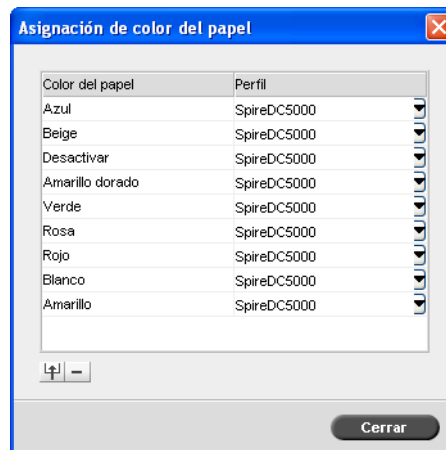 Asignación de color del papel
Color del papel Perfil
Azul SpireDC5000
Beige SpireDC5000
Desactivar SpireDC5000
Amarillo dorado SpireDC5000
Verde SpireDC5000
Rosa SpireDC5000
Rojo SpireDC5000
Blanco SpireDC5000
Amarillo SpireDC5000
Cerrar